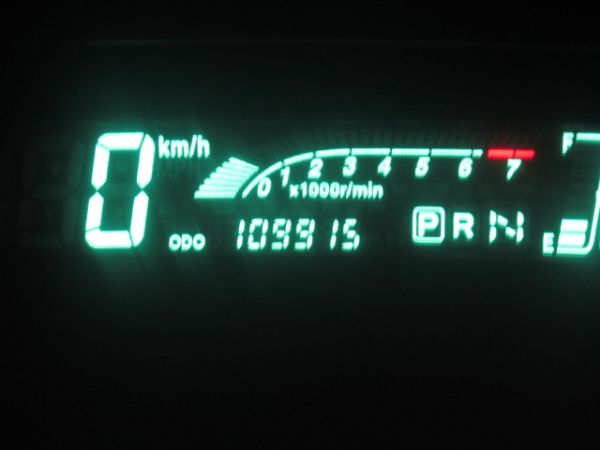 0 km/h
0 1 2 3 4 5 6 7
x1000r/min
ODO 109915
P R N
F
E